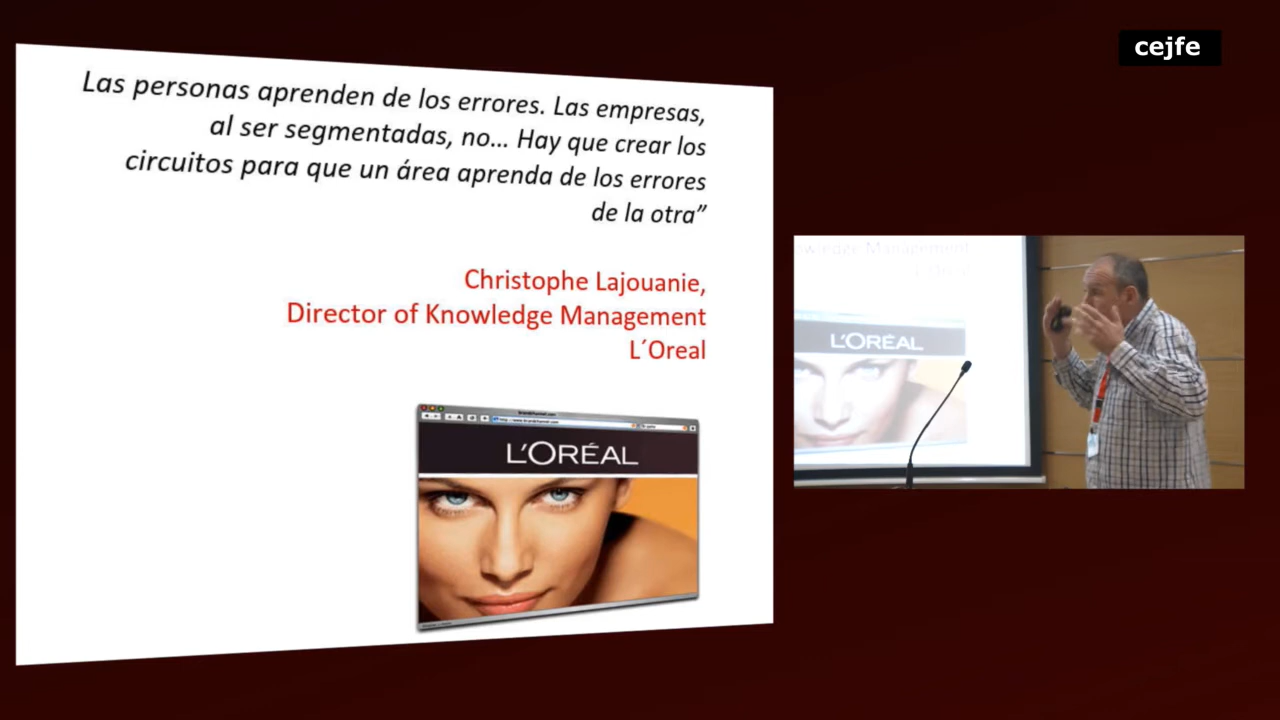 cejfe
Las personas aprenden de los errores. Las empresas,
al ser segmentadas, no... Hay que crear los
circuitos para que un área aprenda de los errores
de la otra”
Christophe Lajouanie,
Director of Knowledge Management
L´Oreal
L'ORÉAL
Knowledge Management
L'ORÉAL